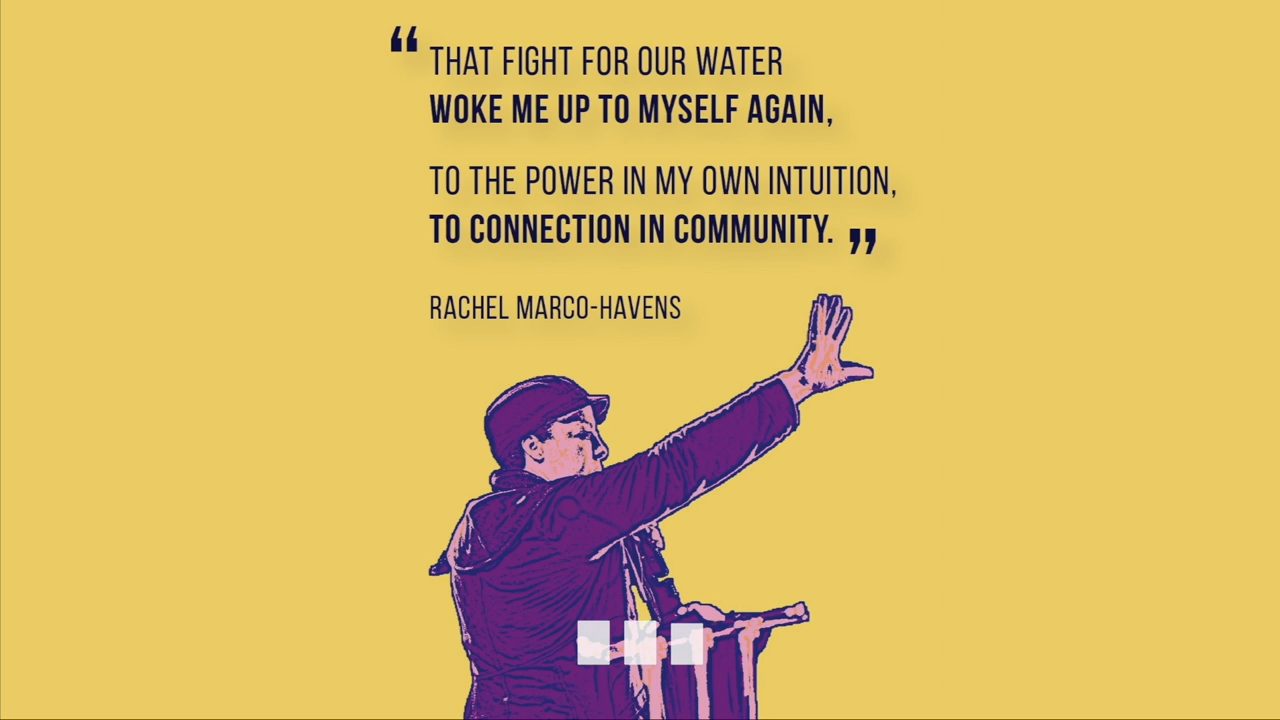 “ THAT FIGHT FOR OUR WATER
WOKE ME UP TO MYSELF AGAIN,
TO THE POWER IN MY OWN INTUITION,
TO CONNECTION IN COMMUNITY. ”
RACHEL MARCO-HAVENS